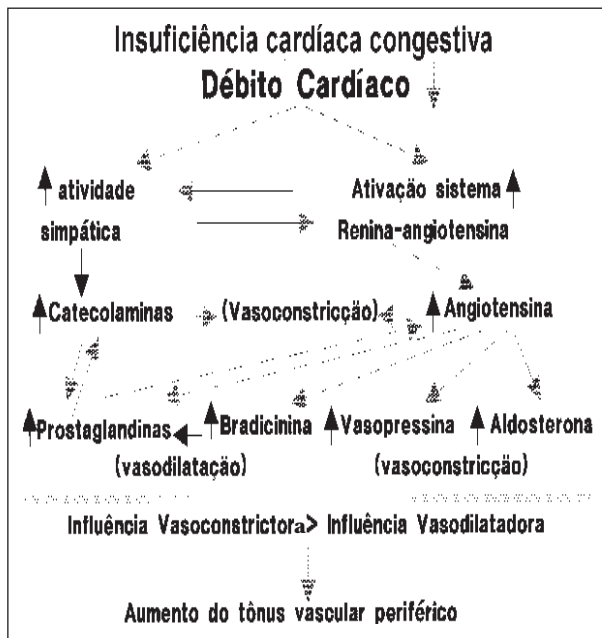 Insuficiência cardíaca congestiva
Débito Cardíaco
atividade
simpática
Ativação sistema
Renina-angiotensina
Catecolaminas
(Vasoconstricção)
Angiotensina
Prostaglandinas
Bradicinina
(vasodilatação)
Vasopressina
Aldosterona
(vasoconstricção)
Influência Vasoconstrictora> Influência Vasodilatadora
Aumento do tônus vascular periférico